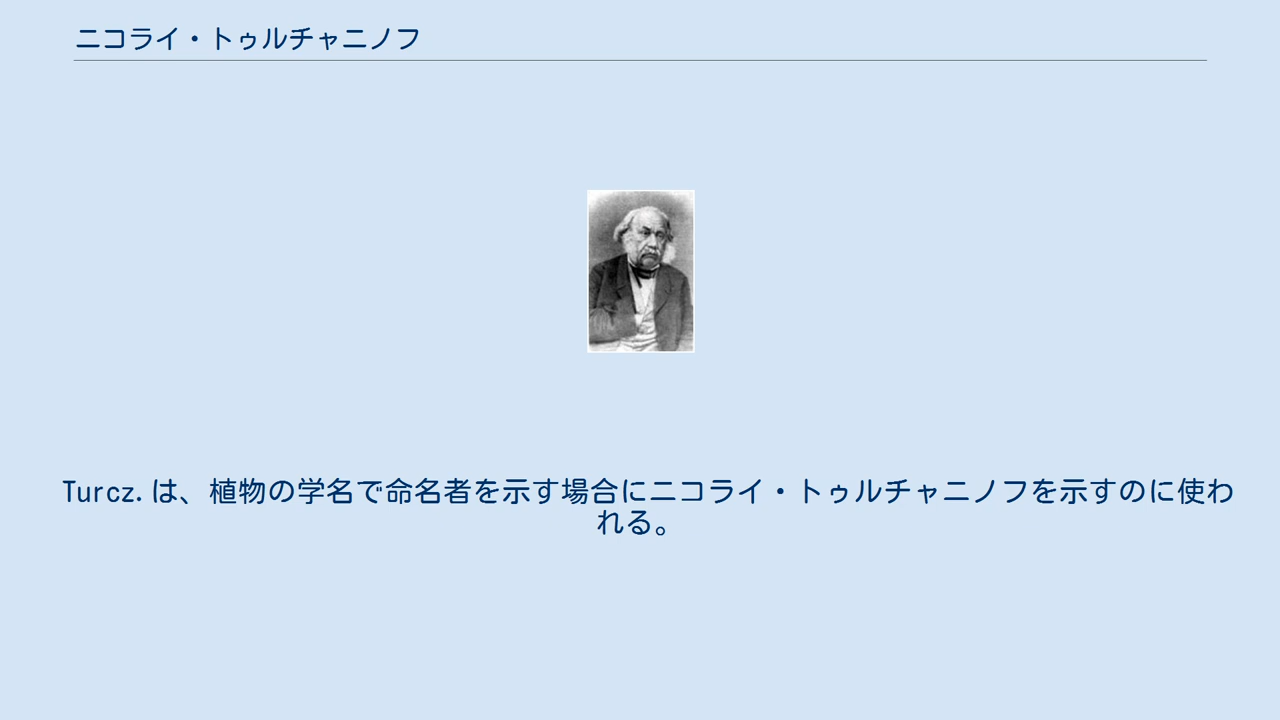 ニコライ・トゥルチャニノフ
Turcz. は、植物の学名で命名者を示す場合にニコライ・トゥルチャニノフを示すのに使わ
れる。